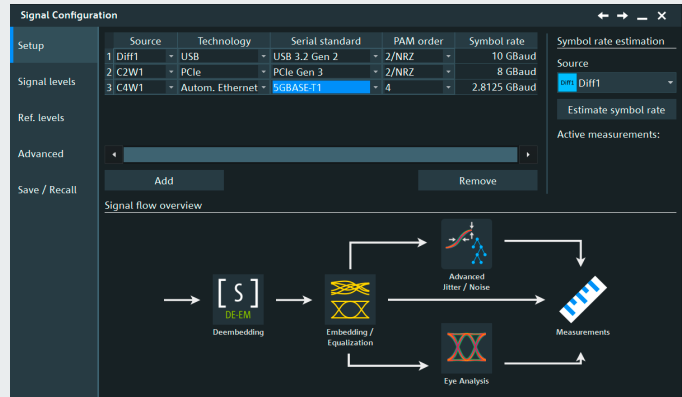 Signal Configuration
Setup
Signal levels
Ref. levels
Advanced
Save / Recall
Source Technology Serial standard PAM order Symbol rate
1 Diff1 USB USB 3.2 Gen 2 2/NRZ 10 GBaud
2 C2W1 PCIe PCIe Gen 3 2/NRZ 8 GBaud
3 C4W1 Autom. Ethernet 5GBASE-T1 4 2.8125 GBaud
Add
Remove
Symbol rate estimation
Source
Diff1 Diff1
Estimate symbol rate
Active measurements:
Signal flow overview
[ S ]
DE-EM
Deembedding
Embedding /
Equalization
Advanced
Jitter / Noise
Eye Analysis
Measurements